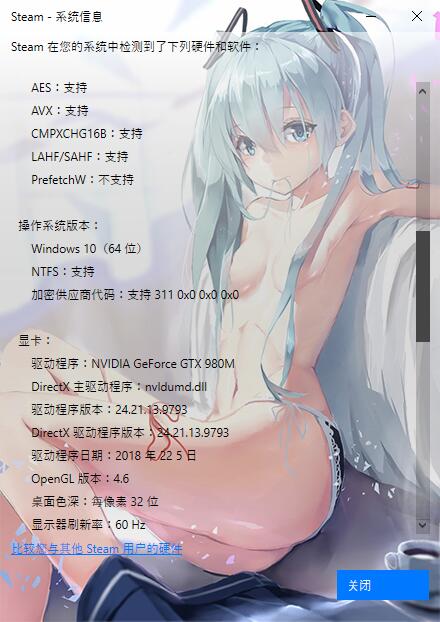 Steam - 系统信息
Steam 在您的系统中检测到了下列硬件和软件：
AES：支持
AVX：支持
CMPXCHG16B：支持
LAHF/SAHF：支持
PrefetchW：不支持
操作系统版本：
Windows 10（64 位）
NTFS：支持
加密供应商代码：支持 311 0x0 0x0 0x0
显卡：
驱动程序：NVIDIA GeForce GTX 980M
DirectX 主驱动程序：nvldumd.dll
驱动程序版本：24.21.13.9793
DirectX 驱动程序版本：24.21.13.9793
驱动程序日期：2018 年 22 5 日
OpenGL 版本：4.6
桌面色深：每像素 32 位
显示器刷新率：60 Hz
比较您与其他 Steam 用户的硬件
关闭